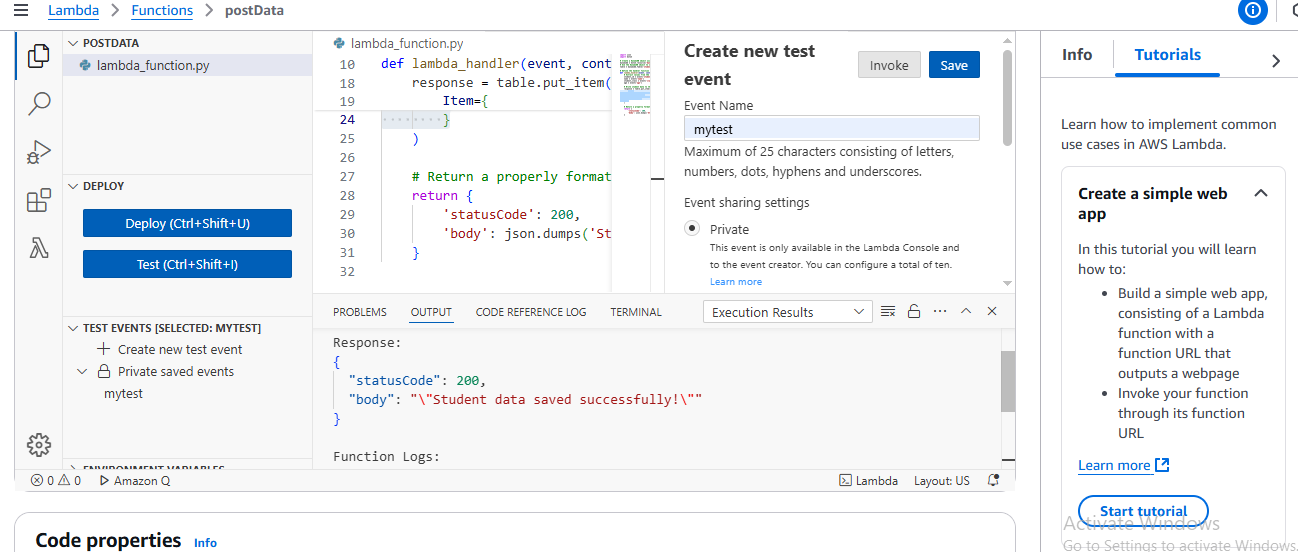 Lambda > Functions > postData
POSTDATA
lambda_function.py
DEPLOY
Deploy (Ctrl+Shift+U)
Test (Ctrl+Shift+I)
TEST EVENTS [SELECTED: MYTEST]
Create new test event
Private saved events
mytest
ENVIRONMENT VARIABLES
lambda_function.py
10 def lambda_handler(event, cont
18 response = table.put_item(
19 Item={
24 }
25 )
26
27 # Return a properly format
28 return {
29 'statusCode': 200,
30 'body': json.dumps('St
31 }
32
Create new test
event
Invoke
Save
Event Name
mytest
Maximum of 25 characters consisting of letters,
numbers, dots, hyphens and underscores.
Event sharing settings
Private
This event is only available in the Lambda Console and
to the event creator. You can configure a total of ten.
Learn more
PROBLEMS OUTPUT CODE REFERENCE LOG TERMINAL
Execution Results
Response:
{
"statusCode": 200,
"body": "\"Student data saved successfully!\""
}
Function Logs:
0 0 Amazon Q
Lambda Layout: US
Code properties Info
Info Tutorials
Learn how to implement common
use cases in AWS Lambda.
Create a simple web
app
In this tutorial you will learn
how to:
• Build a simple web app,
consisting of a Lambda
function with a
function URL that
outputs a webpage
• Invoke your function
through its function
URL
Learn more
Start tutorial
Activate Windows
Go to Settings to activate Windows.